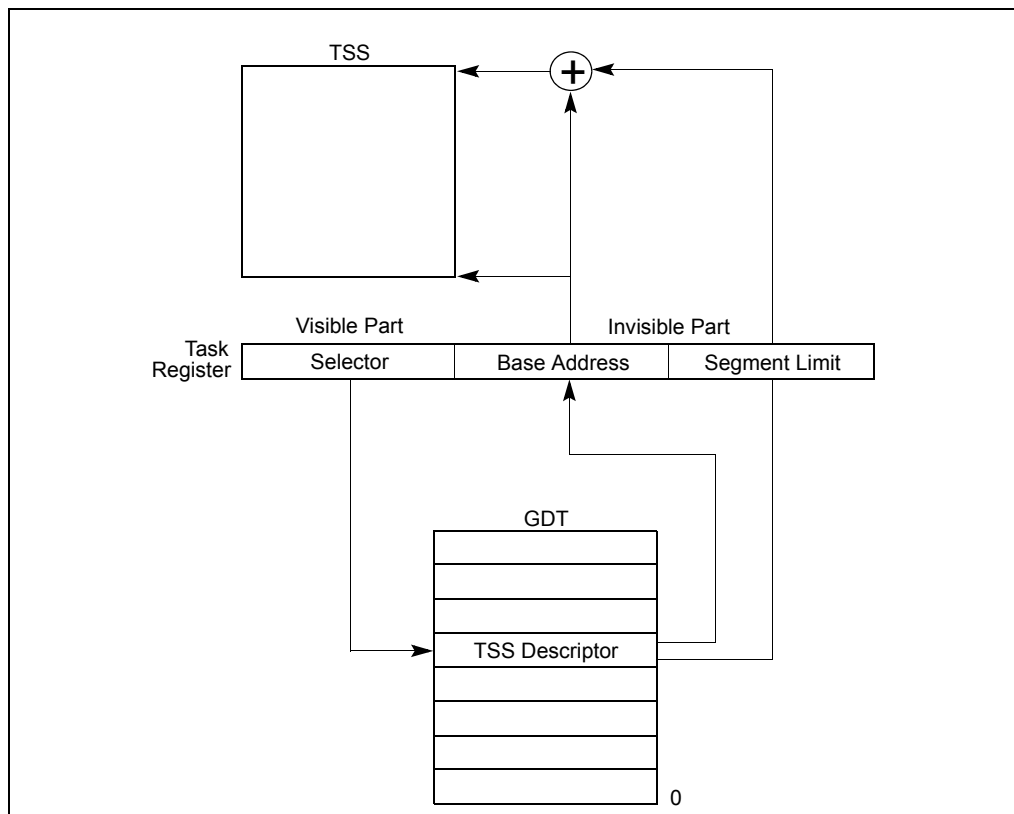 TSS
+
Visible Part
Invisible Part
Task
Register
Selector
Base Address
Segment Limit
GDT
TSS Descriptor
0